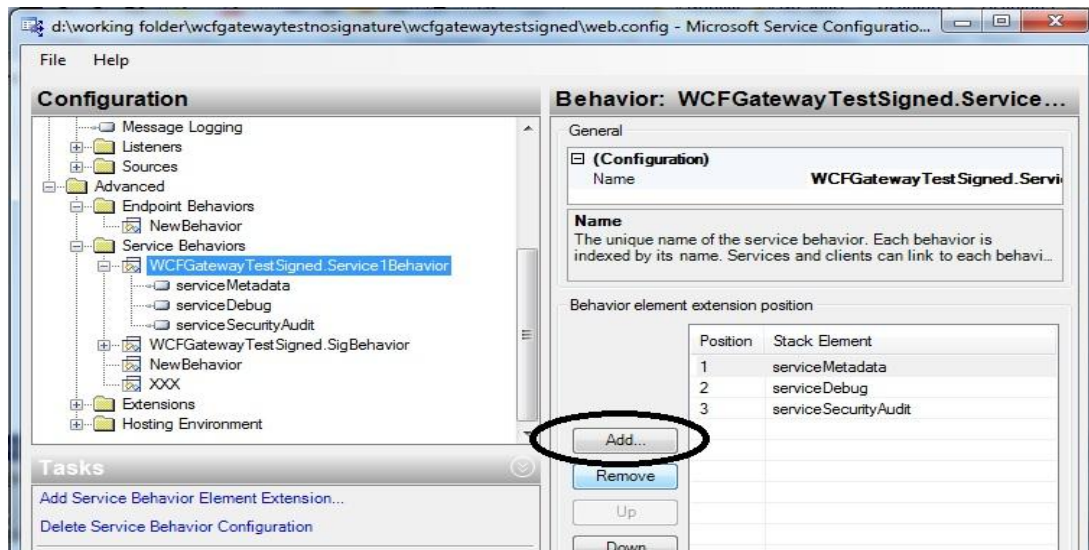 d:\working folder\wcfgatewaytestnosignature\wcfgatewaytestsigned\web.config - Microsoft Service Configuratio...
File Help
Configuration
Message Logging
Listeners
Sources
Advanced
Endpoint Behaviors
NewBehavior
Service Behaviors
WCFGatewayTestSigned.Service1Behavior
serviceMetadata
serviceDebug
serviceSecurityAudit
WCFGatewayTestSigned.SigBehavior
NewBehavior
XXX
Extensions
Hosting Environment
Tasks
Add Service Behavior Element Extension...
Delete Service Behavior Configuration
Behavior: WCFGatewayTestSigned.Service...
General
(Configuration)
Name WCFGatewayTestSigned.Servi
Name
The unique name of the service behavior. Each behavior is
indexed by its name. Services and clients can link to each behavi...
Behavior element extension position
Position Stack Element
1 serviceMetadata
2 serviceDebug
3 serviceSecurityAudit
Add...
Remove
Up
Down